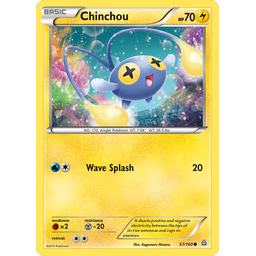 BASIC
Chinchou
HP70
NO. 170 Angler Pokémon HT: 1'08" WT: 26.5 lbs.
Wave Splash 20
weakness
×2
resistance
-20
retreat
It shoots positive and negative
electricity between the tips of
its two antennae and zaps its
enemies.
Illus. Kagemaru Himeno
57/160
©2015 Pokémon